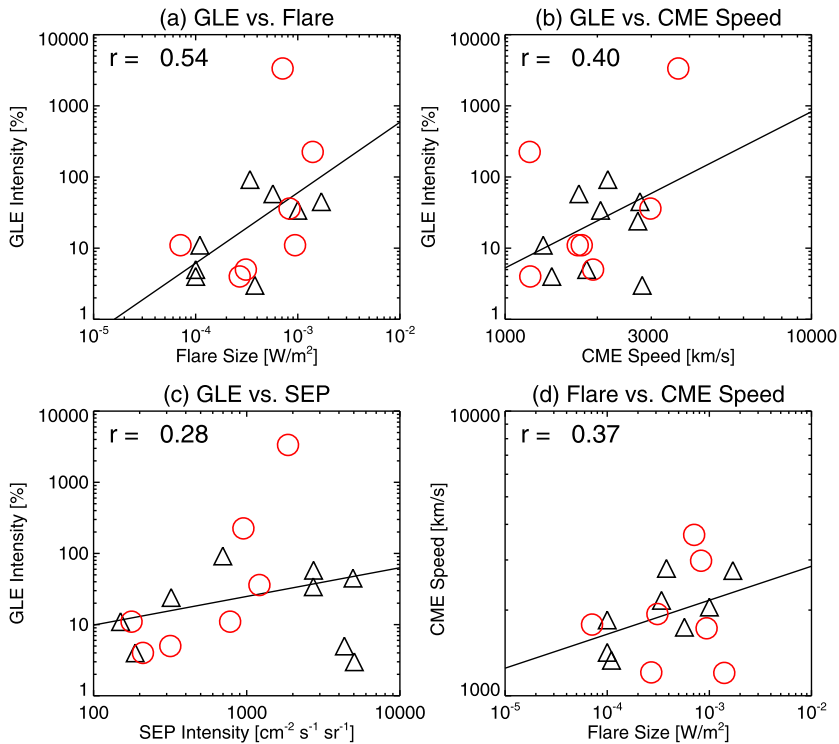 (a) GLE vs. Flare
r = 0.54
10000
1000
100
10
1
GLE Intensity [%]
10-5 10-4 10-3 10-2
Flare Size [W/m2]
(b) GLE vs. CME Speed
r = 0.40
10000
1000
100
10
1
GLE Intensity [%]
1000 3000 10000
CME Speed [km/s]
(c) GLE vs. SEP
r = 0.28
10000
1000
100
10
1
GLE Intensity [%]
100 1000 10000
SEP Intensity [cm-2 s-1 sr-1]
(d) Flare vs. CME Speed
r = 0.37
10000
1000
CME Speed [km/s]
10-5 10-4 10-3 10-2
Flare Size [W/m2]